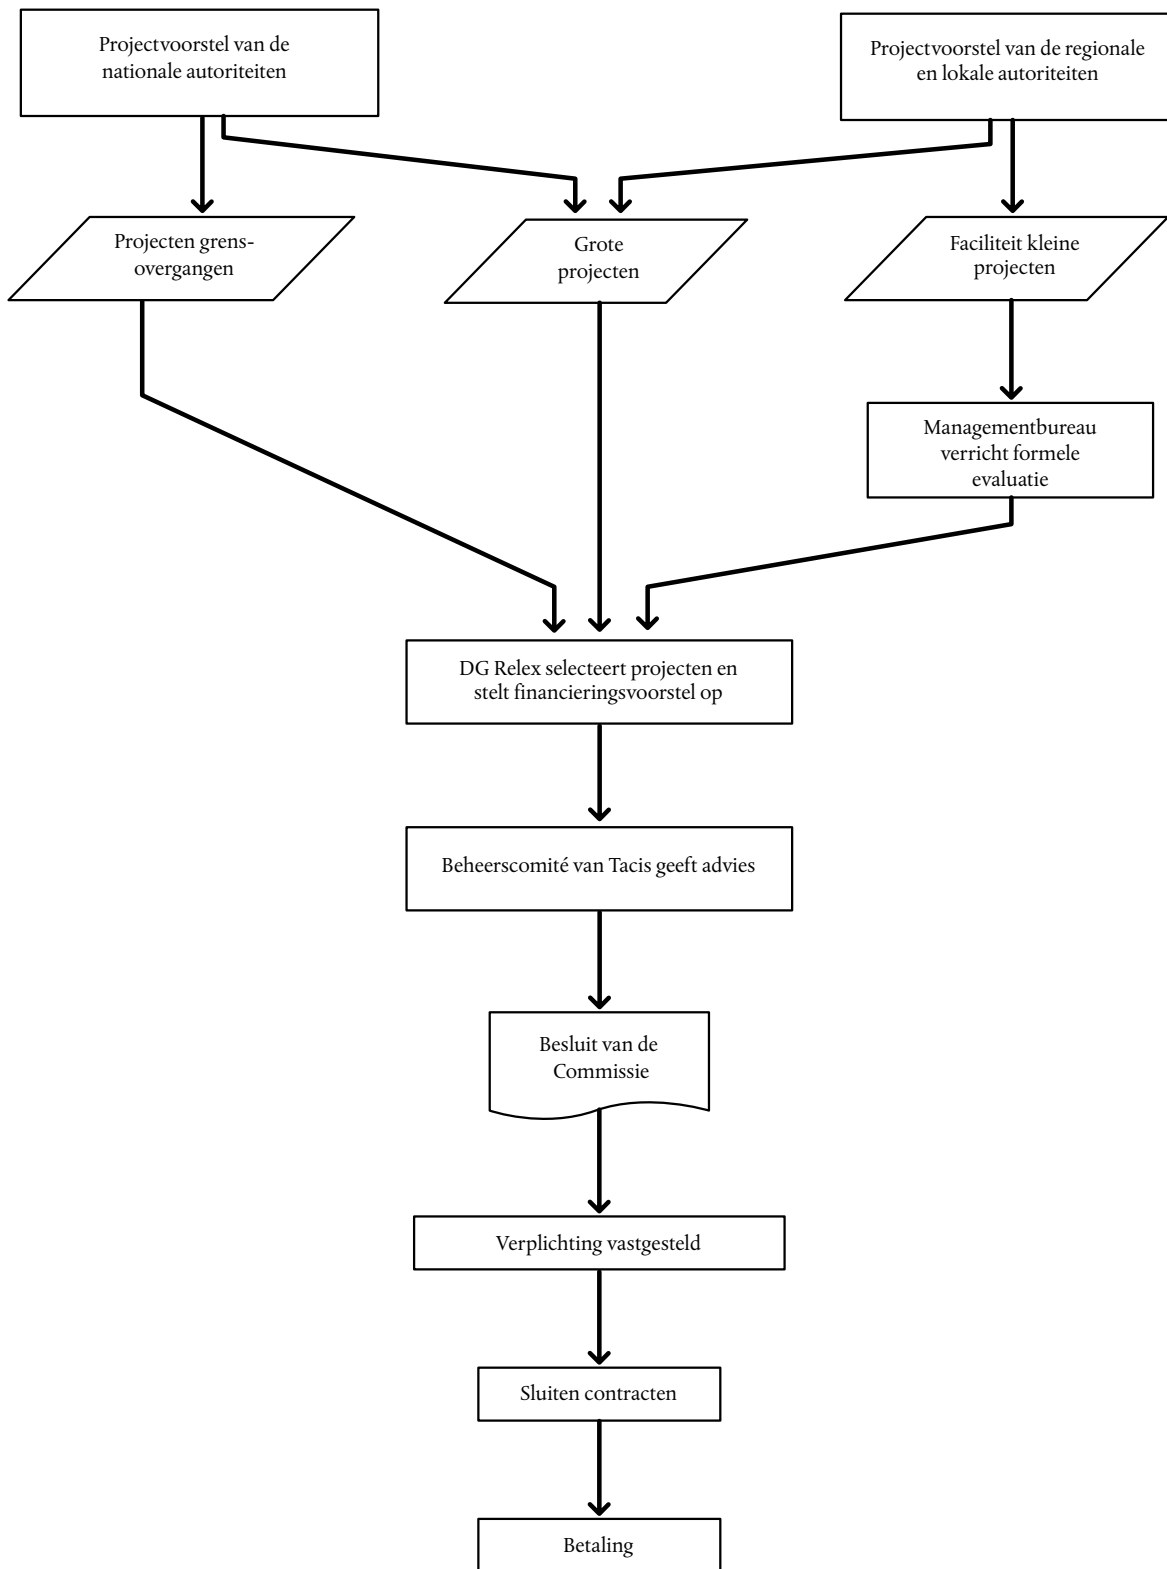 Projectvoorstel van de
nationale autoriteiten
Projectvoorstel van de regionale
en lokale autoriteiten
Projecten grens-
overgangen
Grote
projecten
Faciliteit kleine
projecten
Managementbureau
verricht formele
evaluatie
DG Relex selecteert projecten en
stelt financieringsvoorstel op
Beheerscomité van Tacis geeft advies
Besluit van de
Commissie
Verplichting vastgesteld
Sluiten contracten
Betaling